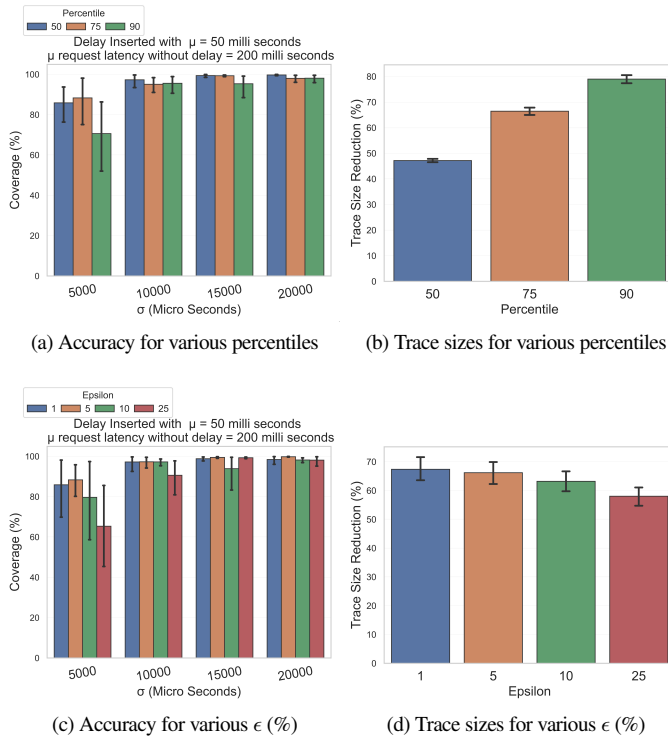 Percentile
50 75 90
Delay Inserted with μ = 50 milli seconds
μ request latency without delay = 200 milli seconds
100
80
60
40
20
0
Coverage (%)
5000 10000 15000 20000
σ (Micro Seconds)
(a) Accuracy for various percentiles
80
70
60
50
40
30
20
10
0
Trace Size Reduction (%)
50 75 90
Percentile
(b) Trace sizes for various percentiles
Epsilon
1 5 10 25
Delay Inserted with μ = 50 milli seconds
μ request latency without delay = 200 milli seconds
100
80
60
40
20
0
Coverage (%)
5000 10000 15000 20000
σ (Micro Seconds)
(c) Accuracy for various ϵ (%)
70
60
50
40
30
20
10
0
Trace Size Reduction (%)
1 5 10 25
Epsilon
(d) Trace sizes for various ϵ (%)